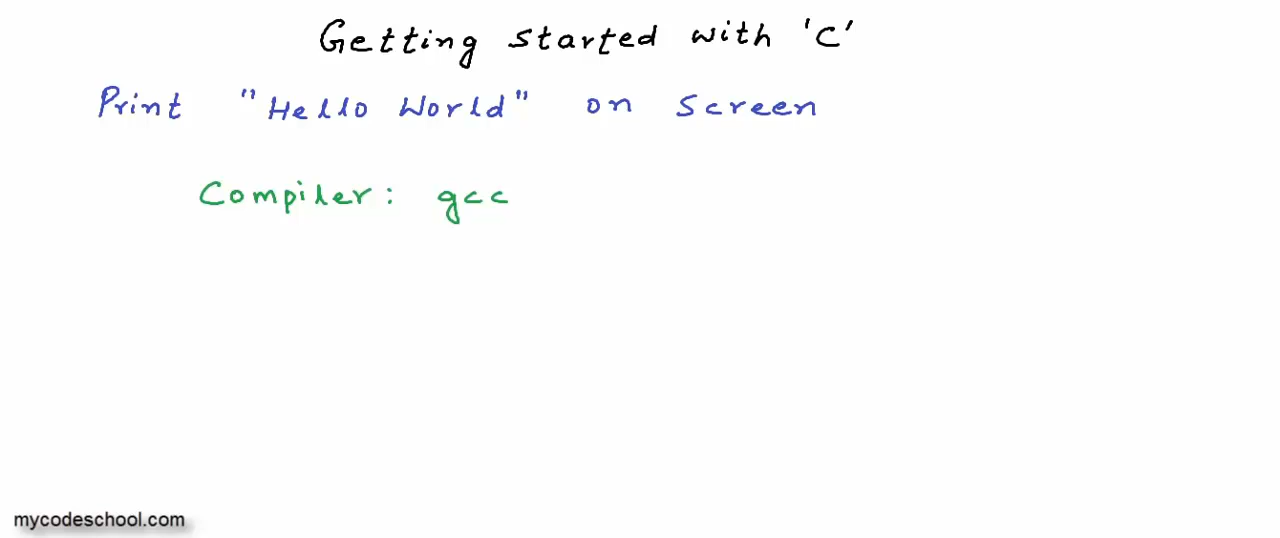 Getting started with 'C'
Print "Hello World" on Screen
Compiler: gcc
mycodeschool.com